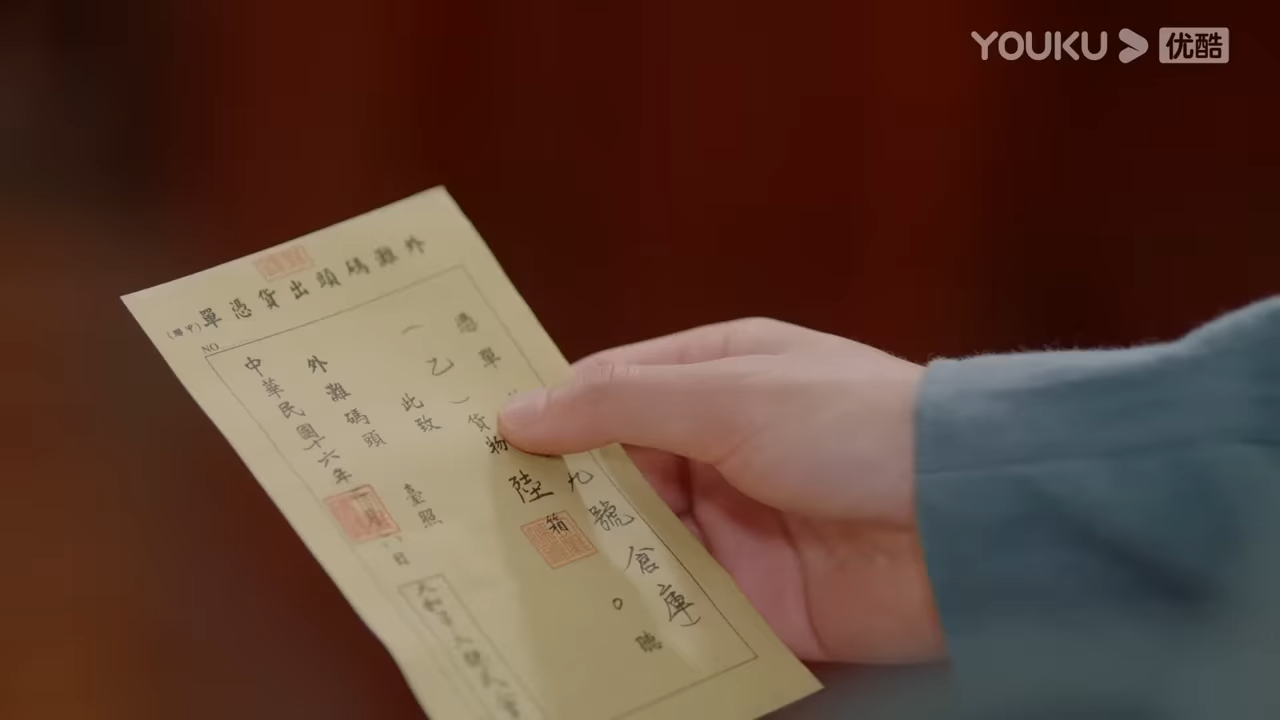 YOUKU 优酷
外灘碼頭出貨憑單
NO
憑單
九號倉庫
。聽
(乙)貨物陸箱
此致
臺照
外灘碼頭
中華民國十六年
月
日